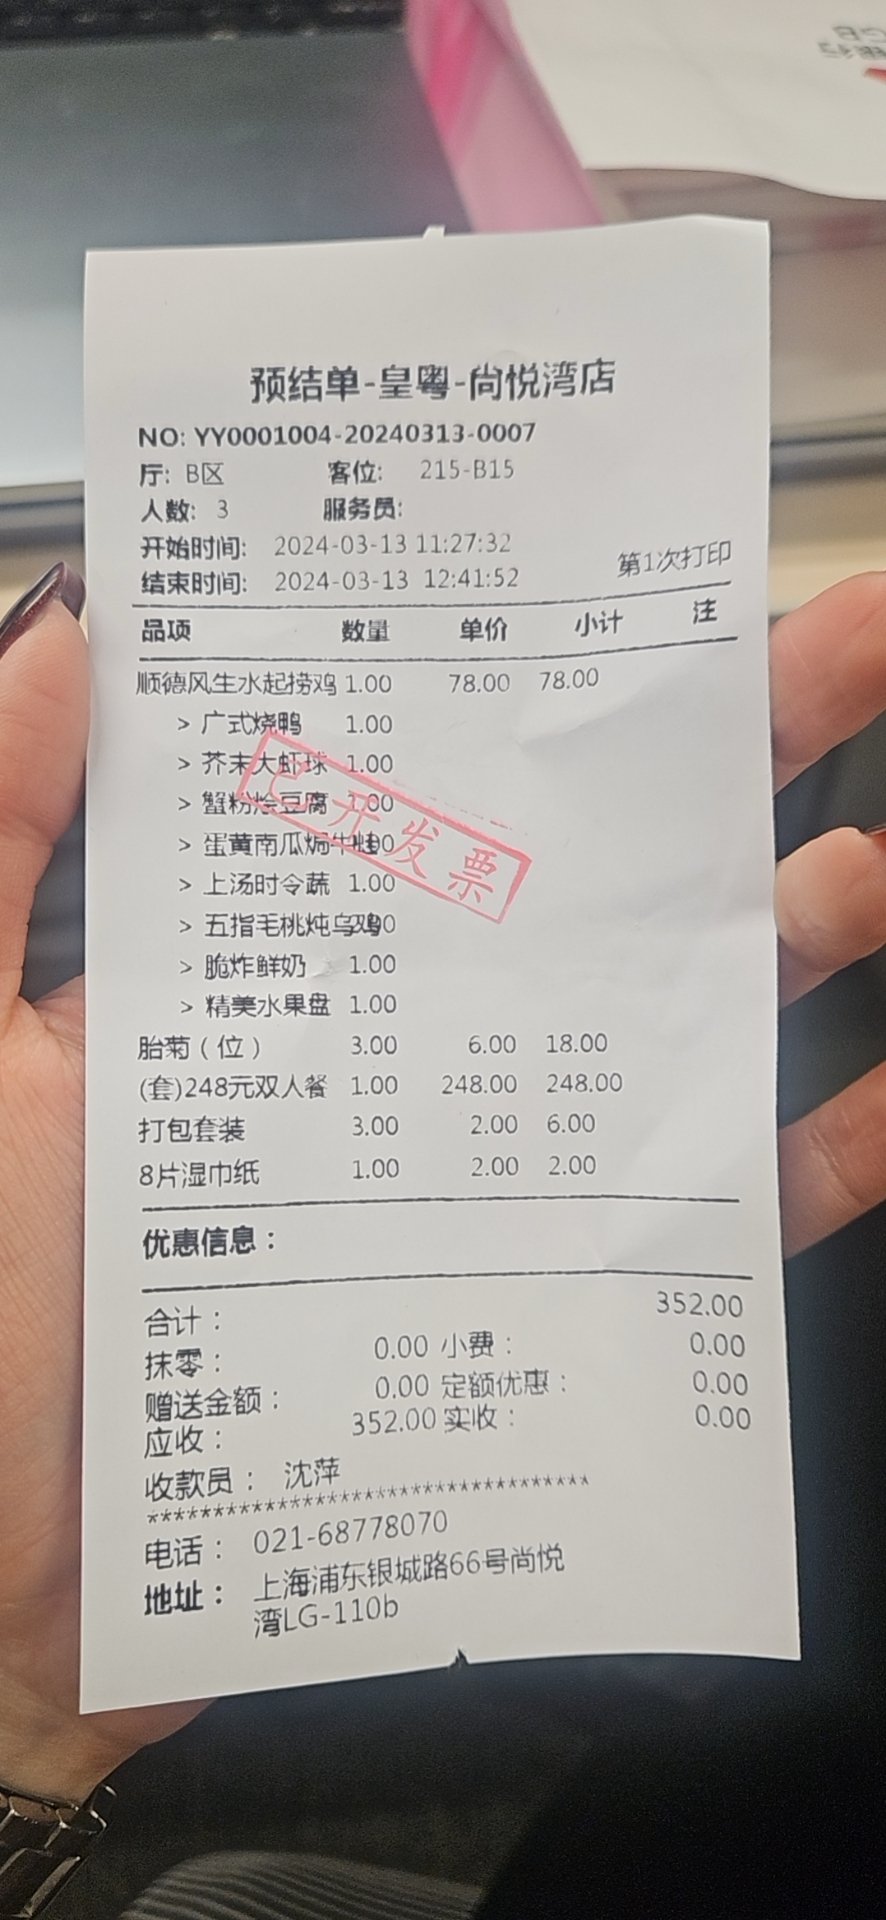 预结单-皇粤-尚悦湾店
NO: YY0001004-20240313-0007
厅: B区 客位: 215-B15
人数: 3 服务员:
开始时间: 2024-03-13 11:27:32
结束时间: 2024-03-13 12:41:52 第1次打印
品项 数量 单价 小计 注
顺德风生水起捞鸡 1.00 78.00 78.00
> 广式烧鸭 1.00
> 芥末大虾球 1.00
> 蟹粉烩豆腐 1.00
> 蛋黄南瓜焗牛蛙
已开发票
> 上汤时令蔬 1.00
> 五指毛桃炖乌鸡
> 脆炸鲜奶 1.00
> 精美水果盘 1.00
胎菊(位) 3.00 6.00 18.00
(套)248元双人餐 1.00 248.00 248.00
打包套装 3.00 2.00 6.00
8片湿巾纸 1.00 2.00 2.00
优惠信息:
合计: 352.00
抹零: 0.00 小费: 0.00
赠送金额: 0.00 定额优惠: 0.00
应收: 352.00 实收: 0.00
收款员: 沈萍
**********************************
电话: 021-68778070
地址: 上海浦东银城路66号尚悦
湾LG-110b